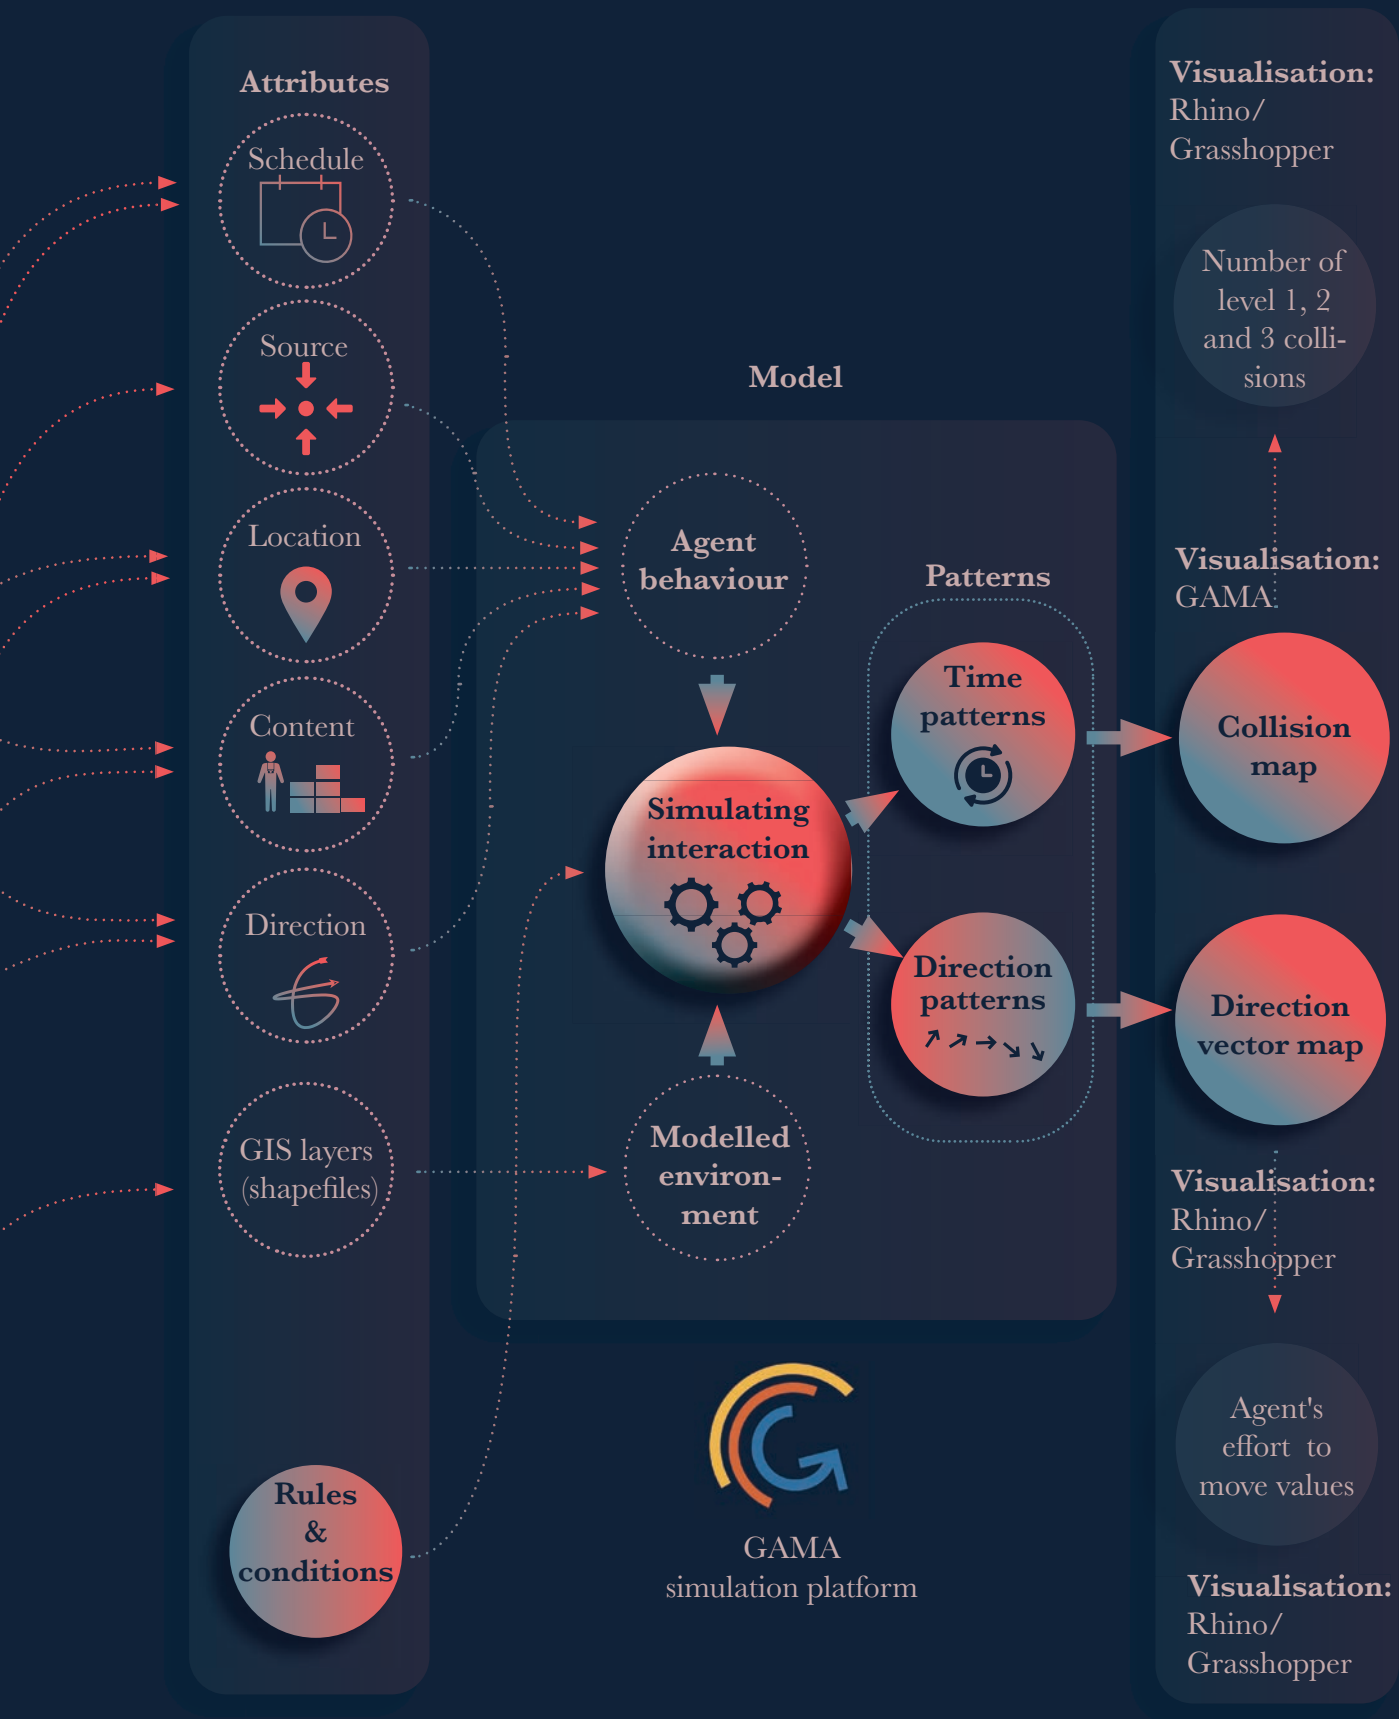 Attributes
Schedule
Source
Location
Content
Direction
GIS layers
(shapefiles)
Rules
&
conditions
Model
Agent
behaviour
Simulating
interaction
Modelled
environ-
ment
Patterns
Time
patterns
Direction
patterns
GAMA
simulation platform
Visualisation:
Rhino/
Grasshopper
Number of
level 1, 2
and 3 colli-
sions
Visualisation:
GAMA
Collision
map
Direction
vector map
Visualisation:
Rhino/
Grasshopper
Agent's
effort to
move values
Visualisation:
Rhino/
Grasshopper